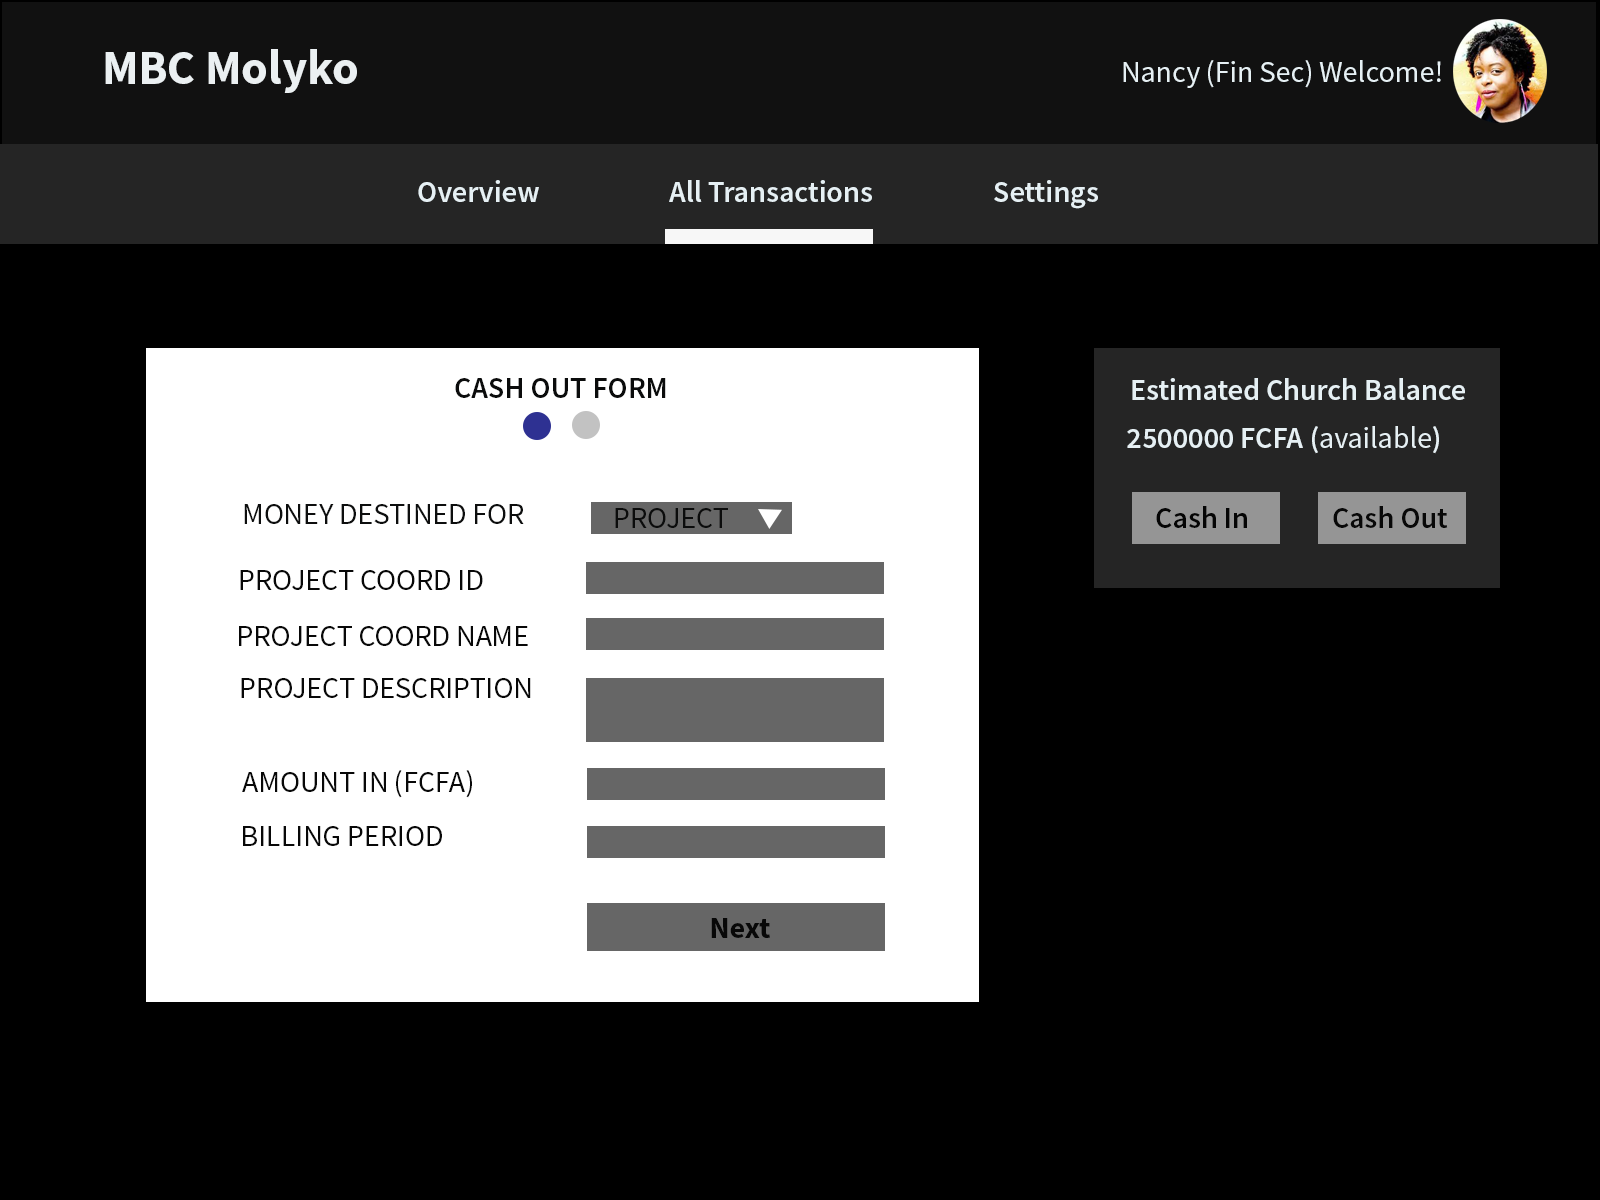 MBC Molyko
Nancy (Fin Sec) Welcome!
Overview
All Transactions
Settings
CASH OUT FORM
MONEY DESTINED FOR
PROJECT
PROJECT COORD ID
PROJECT COORD NAME
PROJECT DESCRIPTION
AMOUNT IN (FCFA)
BILLING PERIOD
Next
Estimated Church Balance
2500000 FCFA (available)
Cash In
Cash Out